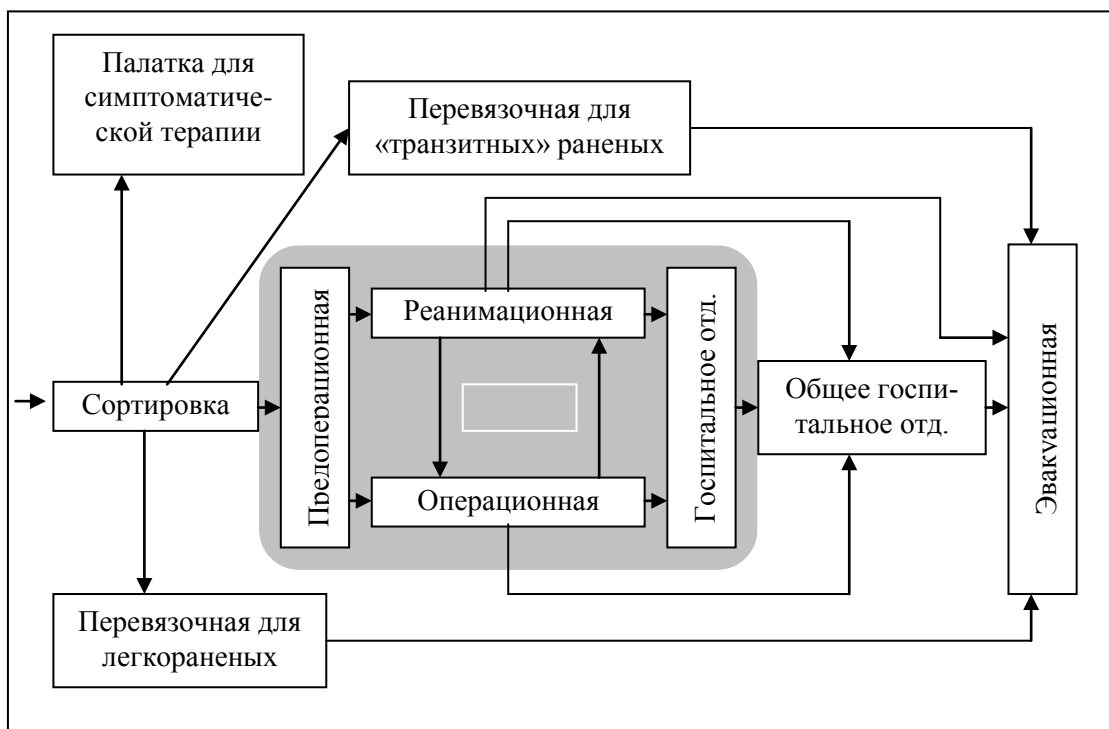 Палатка для
симптоматиче-
ской терапии
Перевязочная для
«транзитных» раненых
Предоперационная
Реанимационная
Госпитальное отд.
Эвакуационная
Сортировка
Общее госпи-
тальное отд.
Операционная
Перевязочная для
легкораненых